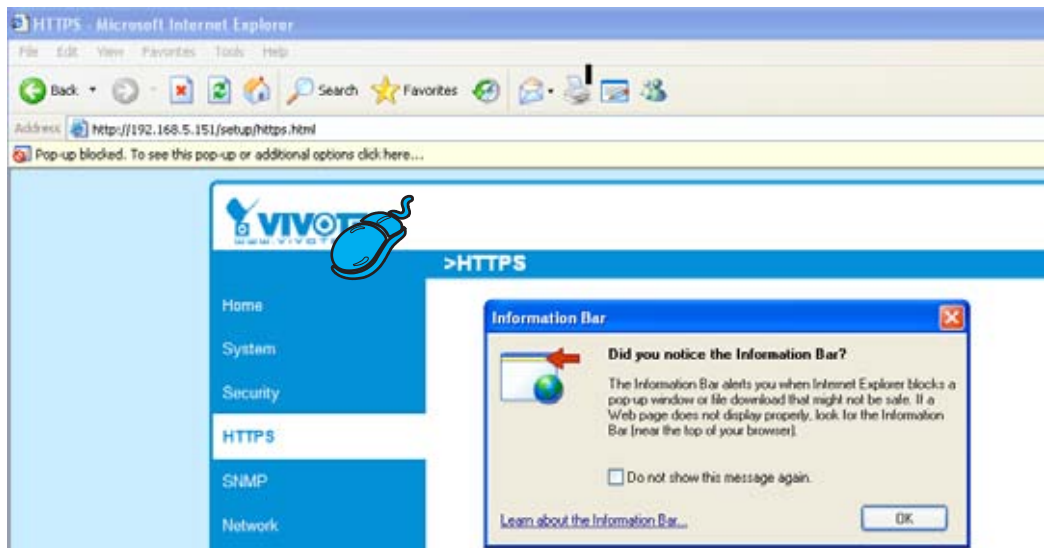 HTTPS - Microsoft Internet Explorer
File Edit View Favorites Tools Help
Back Search Favorites
Address http://192.168.5.151/setup/https.html
Pop-up blocked. To see this pop-up or additional options click here...
VIVOT
www.VIVOT
>HTTPS
Home
System
Security
HTTPS
SNMP
Network
Information Bar
Did you notice the Information Bar?
The Information Bar alerts you when Internet Explorer blocks a
pop-up window or file download that might not be safe. If a
Web page does not display properly, look for the Information
Bar (near the top of your browser).
Do not show this message again.
Learn about the Information Bar...
OK